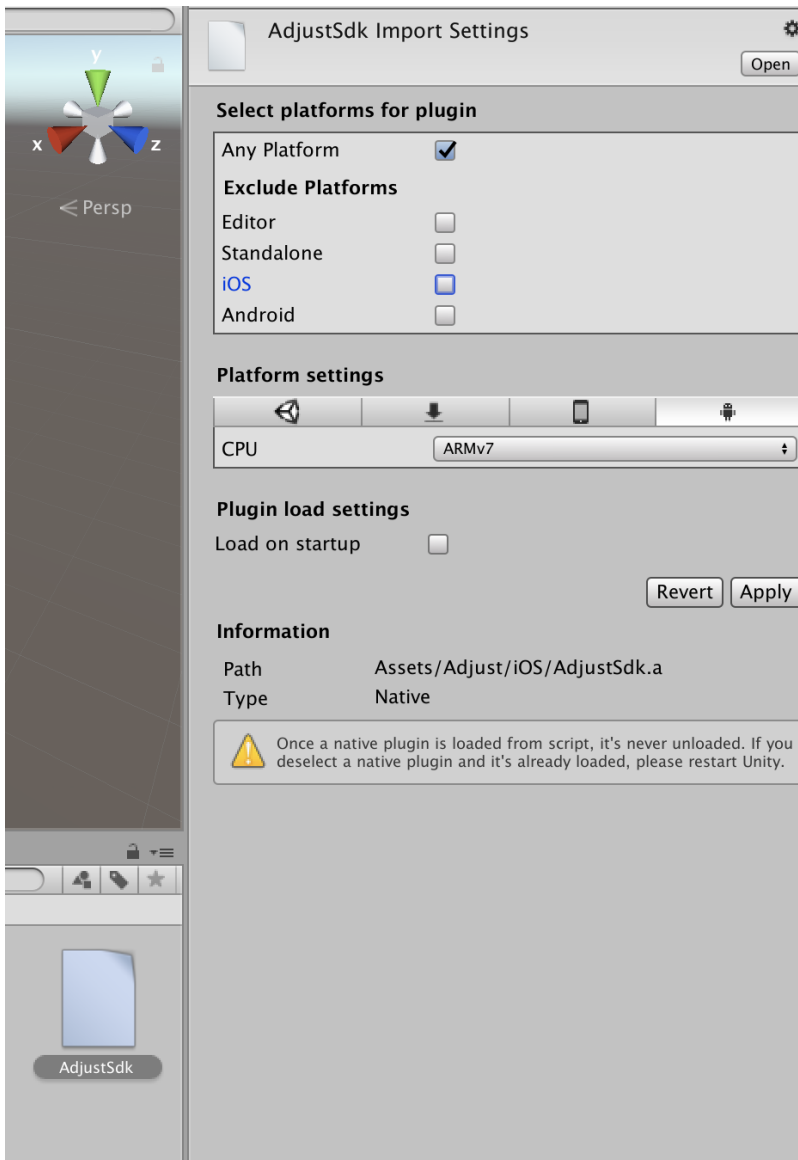 AdjustSdk Import Settings
Open
y
x
z
Persp
Select platforms for plugin
Any Platform
Exclude Platforms
Editor
Standalone
iOS
Android
Platform settings
CPU ARMv7
Plugin load settings
Load on startup
Revert Apply
Information
Path Assets/Adjust/iOS/AdjustSdk.a
Type Native
Once a native plugin is loaded from script, it's never unloaded. If you
deselect a native plugin and it's already loaded, please restart Unity.
AdjustSdk